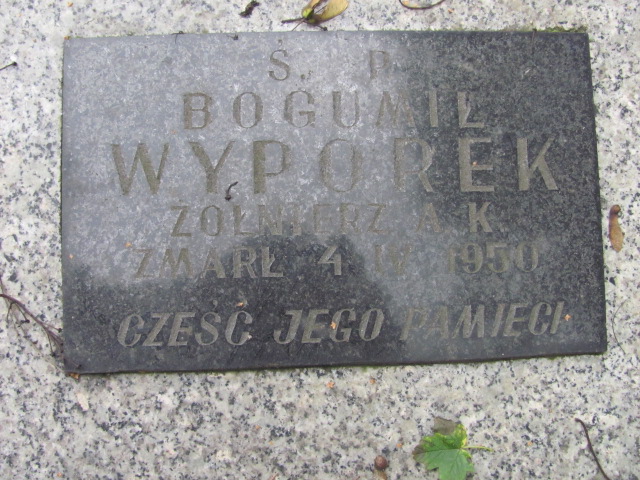 Ś. P.
BOGUMIŁ
WYPOREK
ŻOŁNIERZ A K
ZMARŁ 4 IV 1950
CZEŚĆ JEGO PAMIĘCI